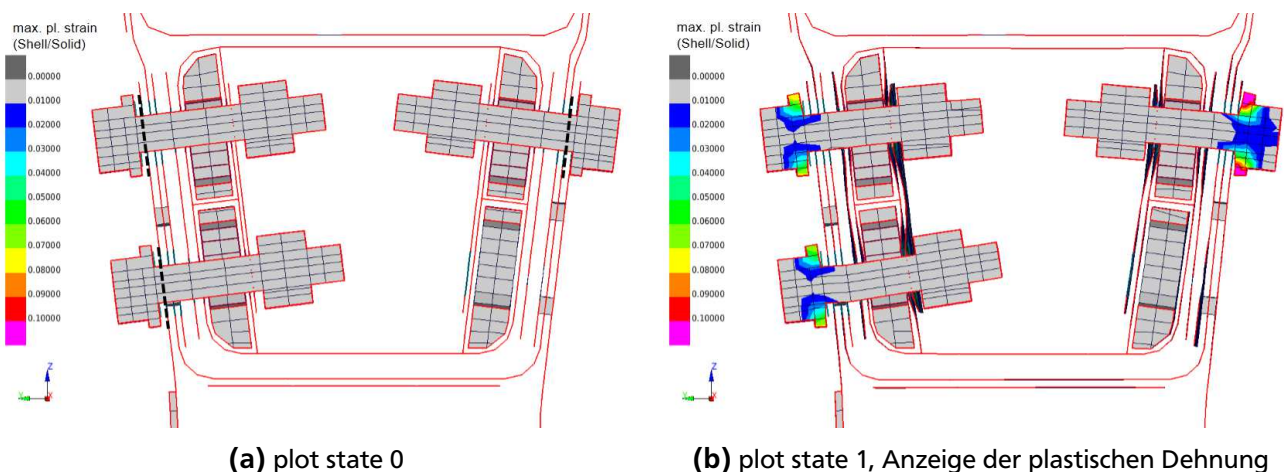 max. pl. strain
(Shell/Solid)
0.00000
0.01000
0.02000
0.03000
0.04000
0.05000
0.06000
0.07000
0.08000
0.09000
0.10000
Z
Y
X
(a) plot state 0
max. pl. strain
(Shell/Solid)
0.00000
0.01000
0.02000
0.03000
0.04000
0.05000
0.06000
0.07000
0.08000
0.09000
0.10000
Z
Y
X
(b) plot state 1, Anzeige der plastischen Dehnung